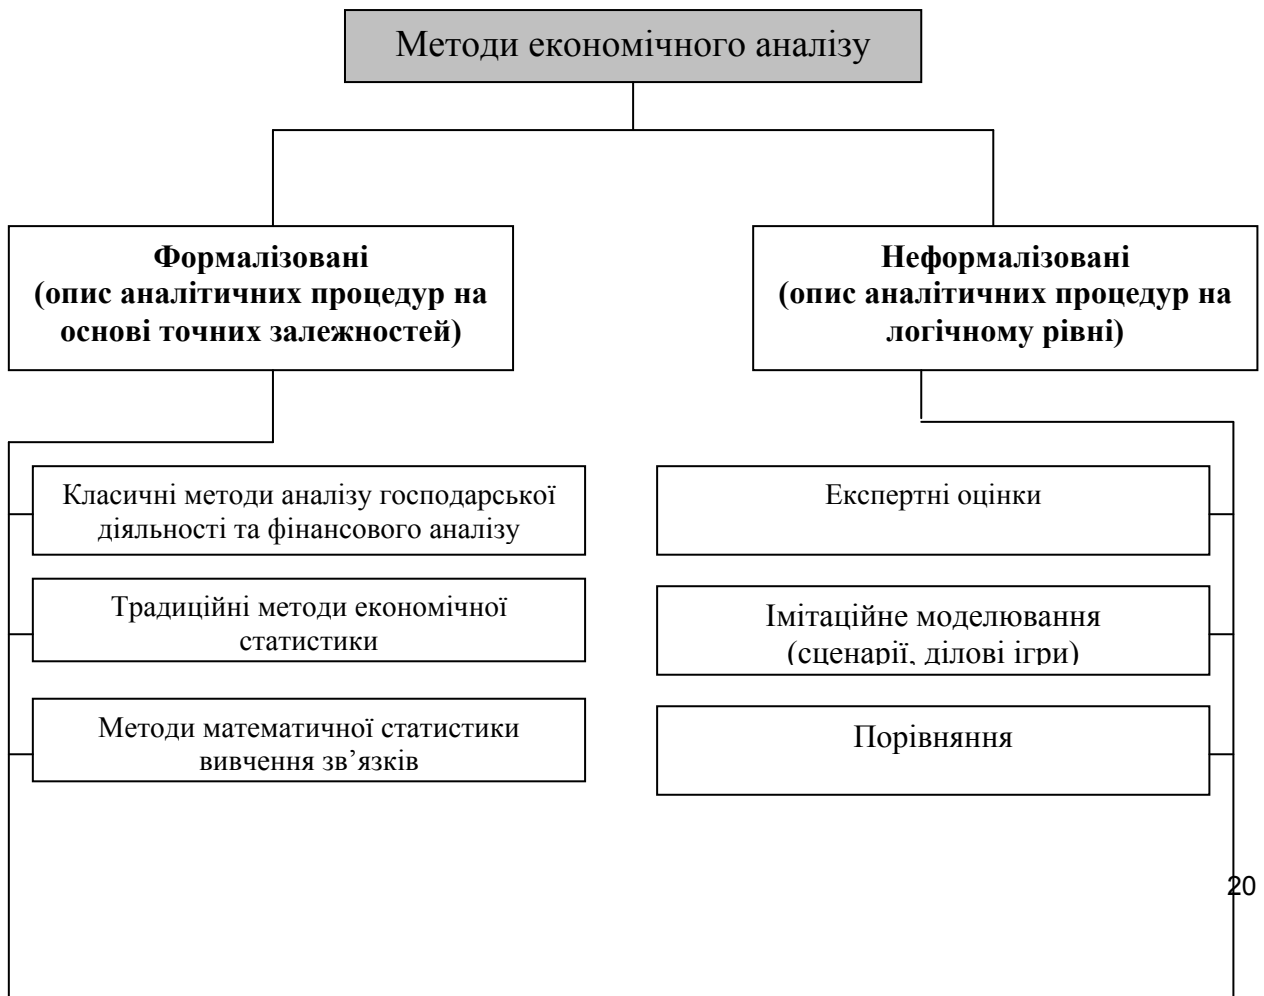 Методи економічного аналізу
Формалізовані
(опис аналітичних процедур на
основі точних залежностей)
Неформалізовані
(опис аналітичних процедур на
логічному рівні)
Класичні методи аналізу господарської
діяльності та фінансового аналізу
Традиційні методи економічної
статистики
Методи математичної статистики
вивчення зв’язків
Експертні оцінки
Імітаційне моделювання
(сценарії, ділові ігри)
Порівняння
20